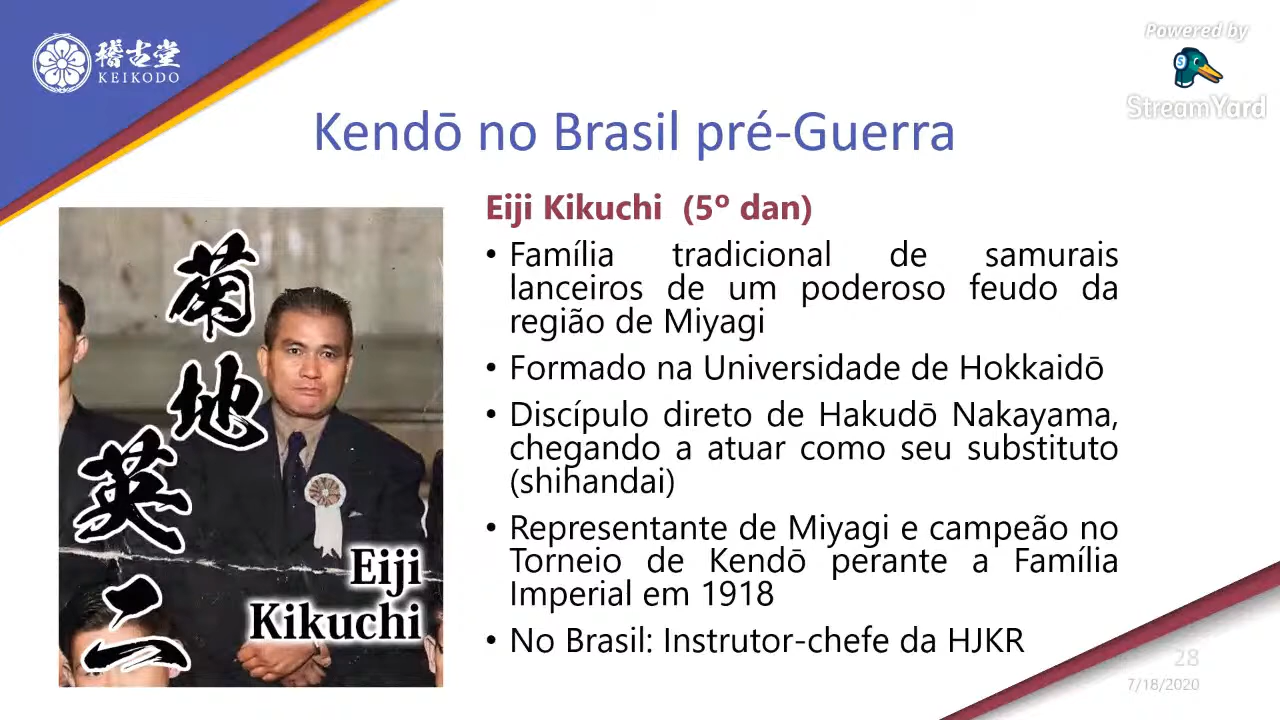 稽古堂
KEIKODO
Powered by
StreamYard
Kendō no Brasil pré-Guerra
菊地英二
Eiji
Kikuchi
Eiji Kikuchi (5º dan)
• Família tradicional de samurais
lanceiros de um poderoso feudo da
região de Miyagi
• Formado na Universidade de Hokkaidō
• Discípulo direto de Hakudō Nakayama,
chegando a atuar como seu substituto
(shihandai)
• Representante de Miyagi e campeão no
Torneio de Kendō perante a Família
Imperial em 1918
• No Brasil: Instrutor-chefe da HJKR
28
7/18/2020